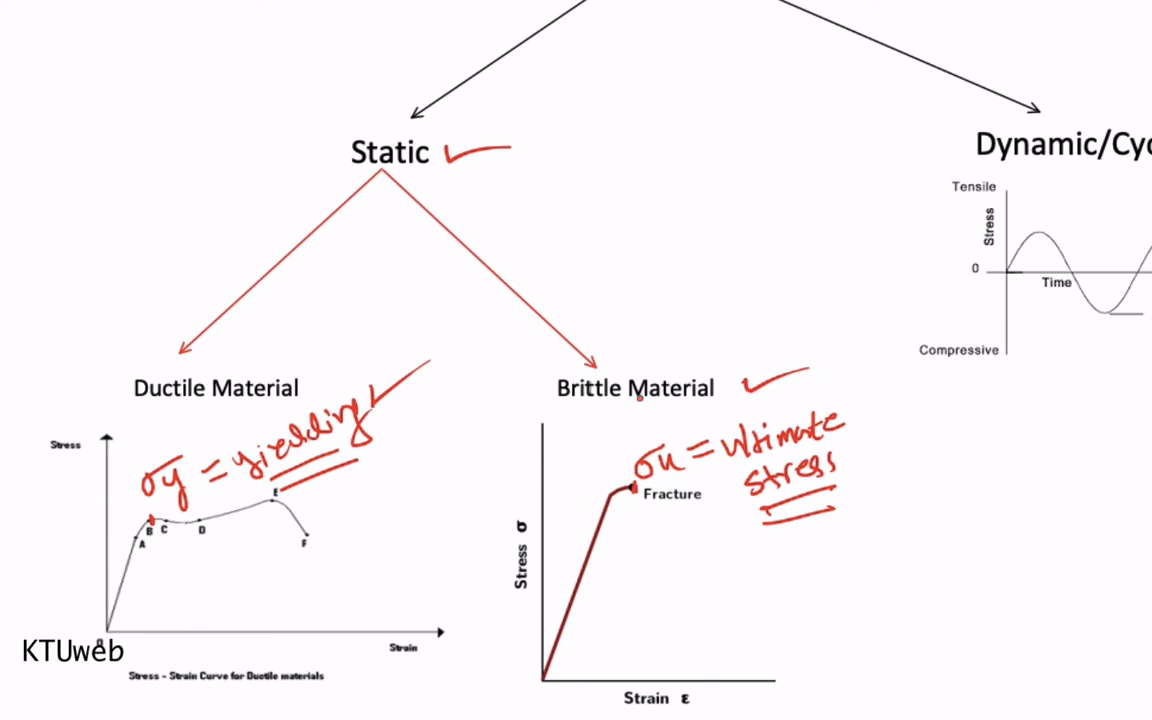 Static
Dynamic/Cyc
Tensile
Stress
0
Time
Compressive
Ductile Material
Brittle Material
Stress
σy = yielding
E
B
C
D
A
F
0
Strain
Stress - Strain Curve for Ductile materials
σu = ultimate
stress
Fracture
Stress σ
Strain ε
KTUweb